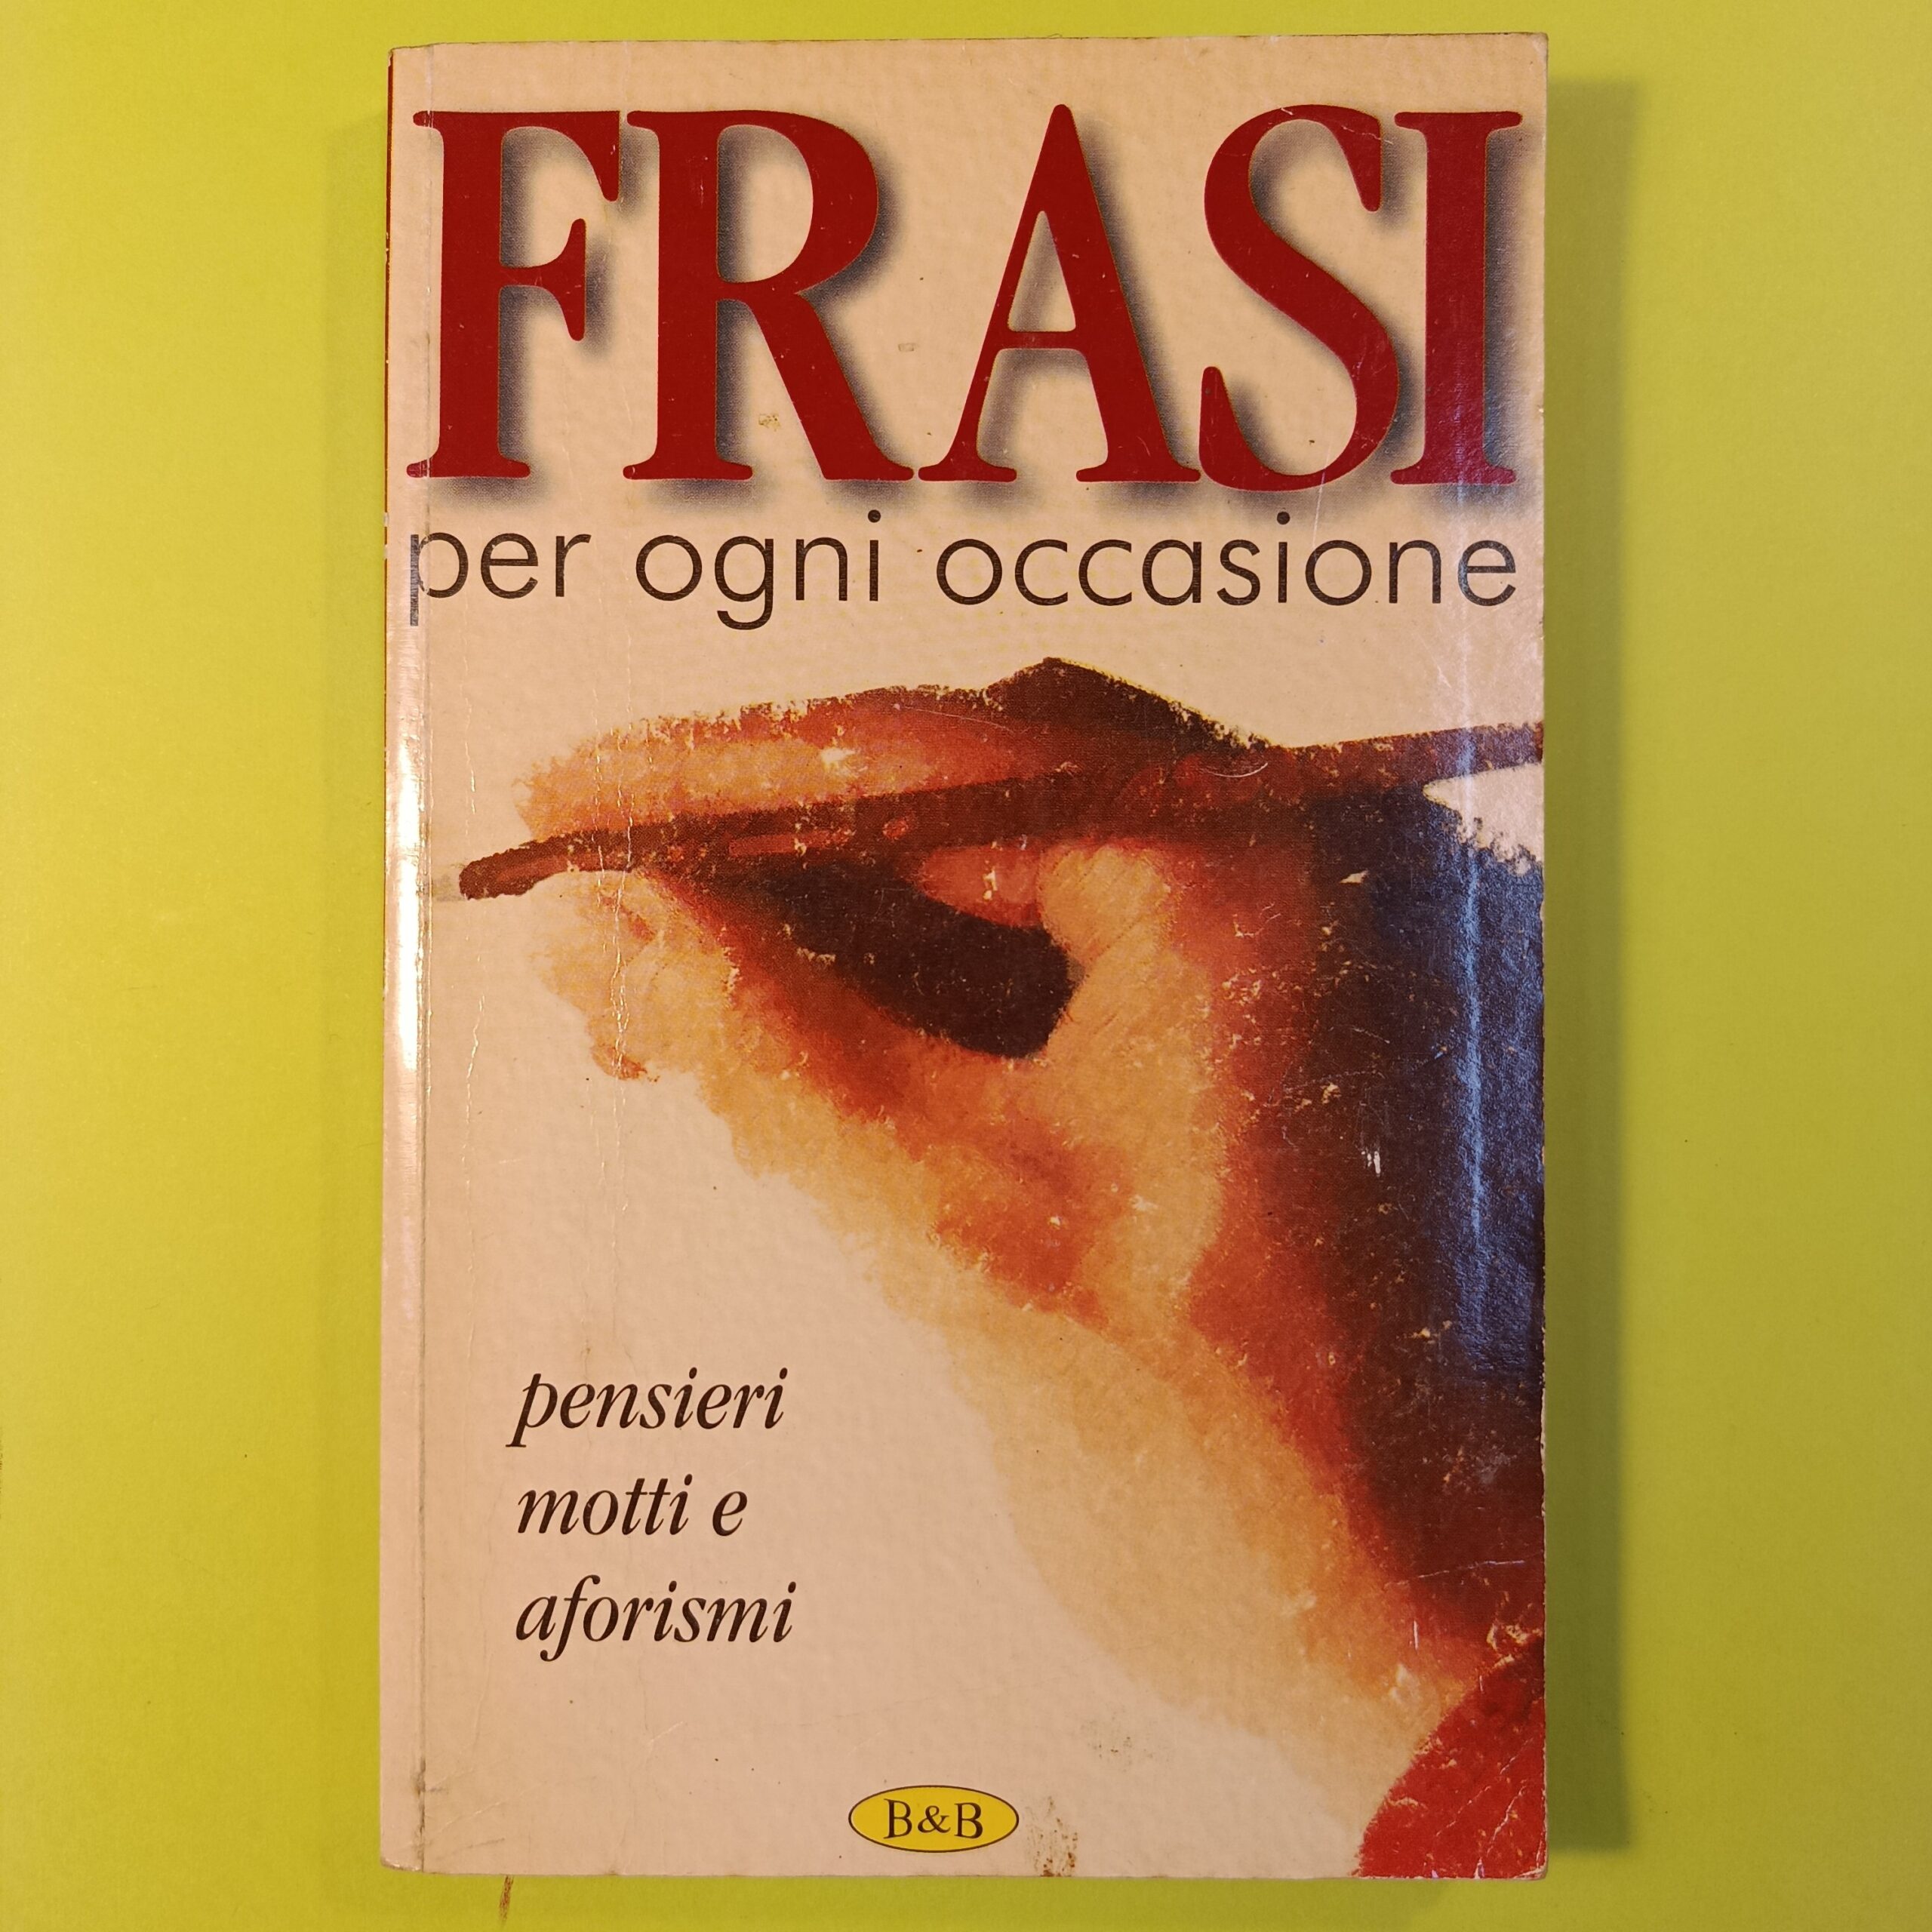 FRASI
per ogni occasione
pensieri
motti e
aforismi
B&B